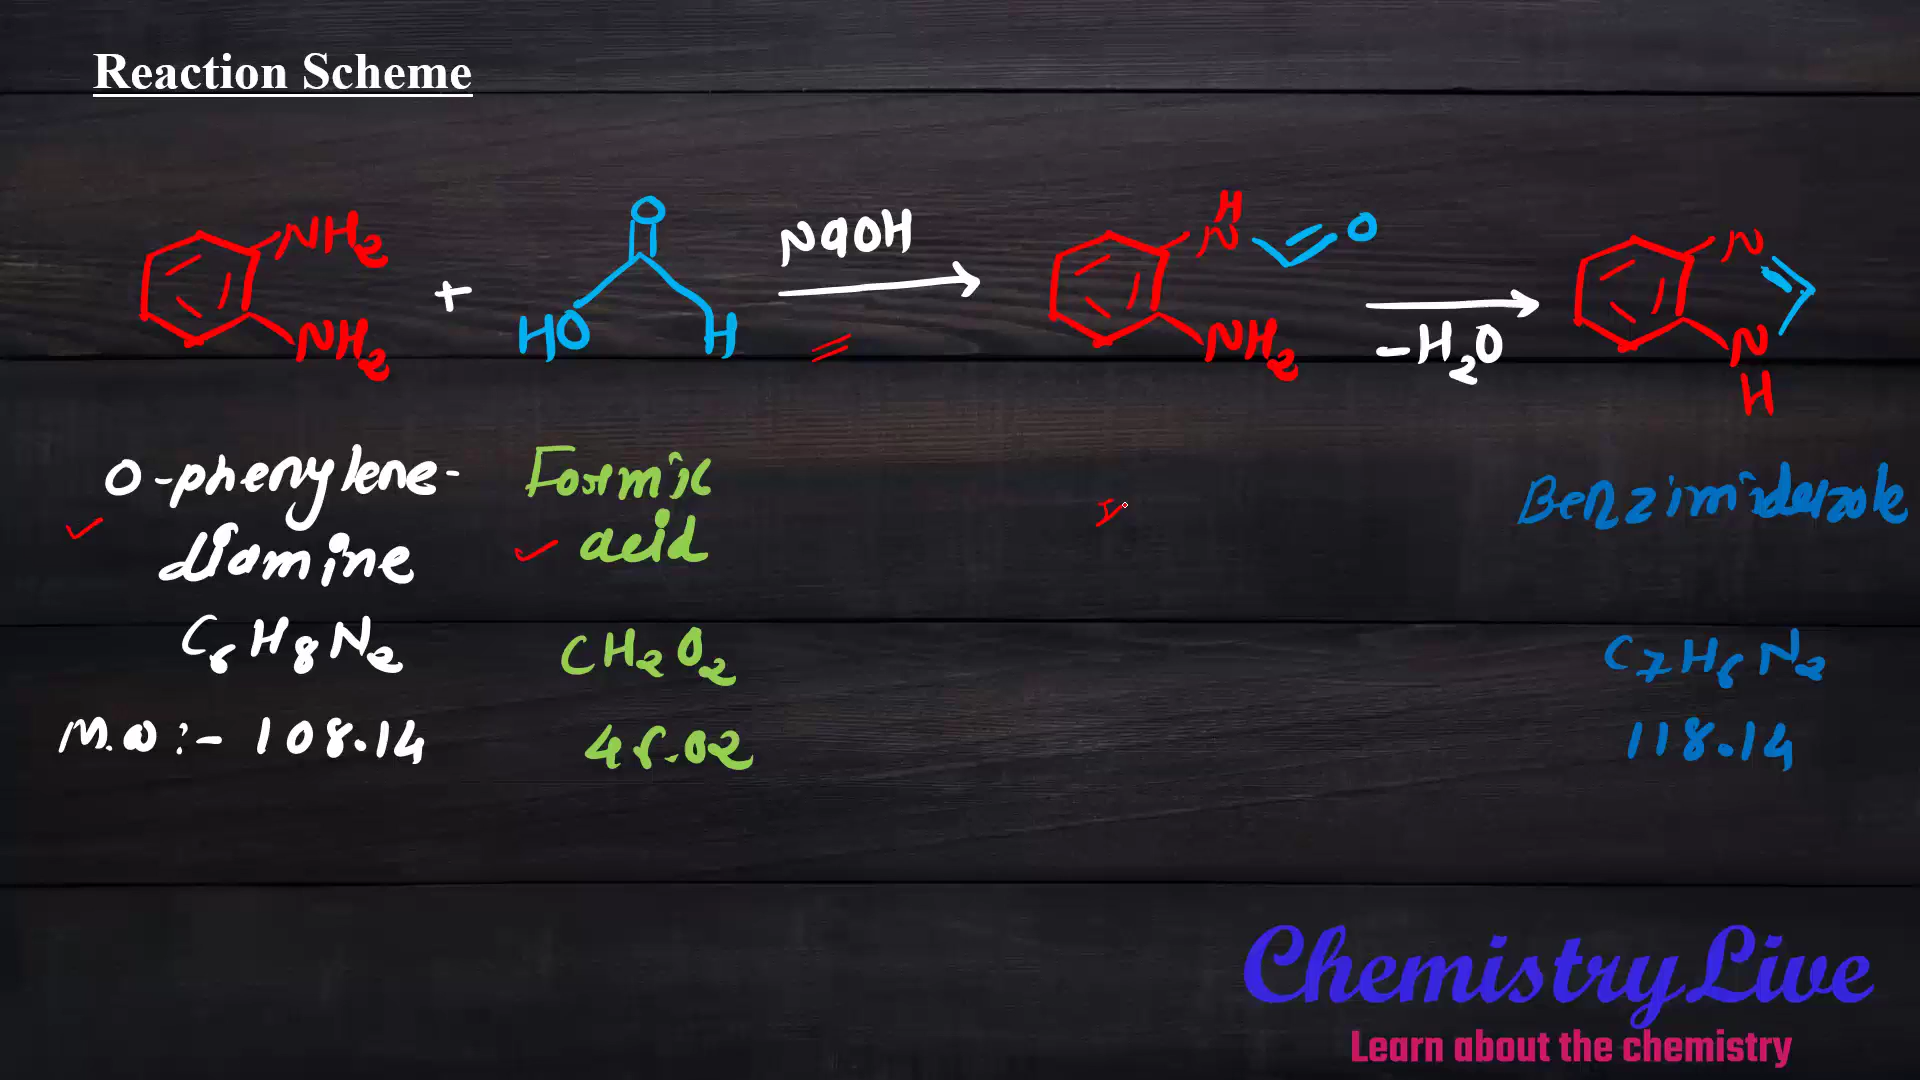 Reaction Scheme
NH2
NH2
+
O
HO
H
NaOH
H
N
O
NH2
-H2O
N
N
H
O-phenylene-
diamine
C6H8N2
M.W:- 108.14
Formic
acid
CH2O2
46.02
I
Benzimidazole
C7H6N2
118.14
ChemistryLive
Learn about the chemistry